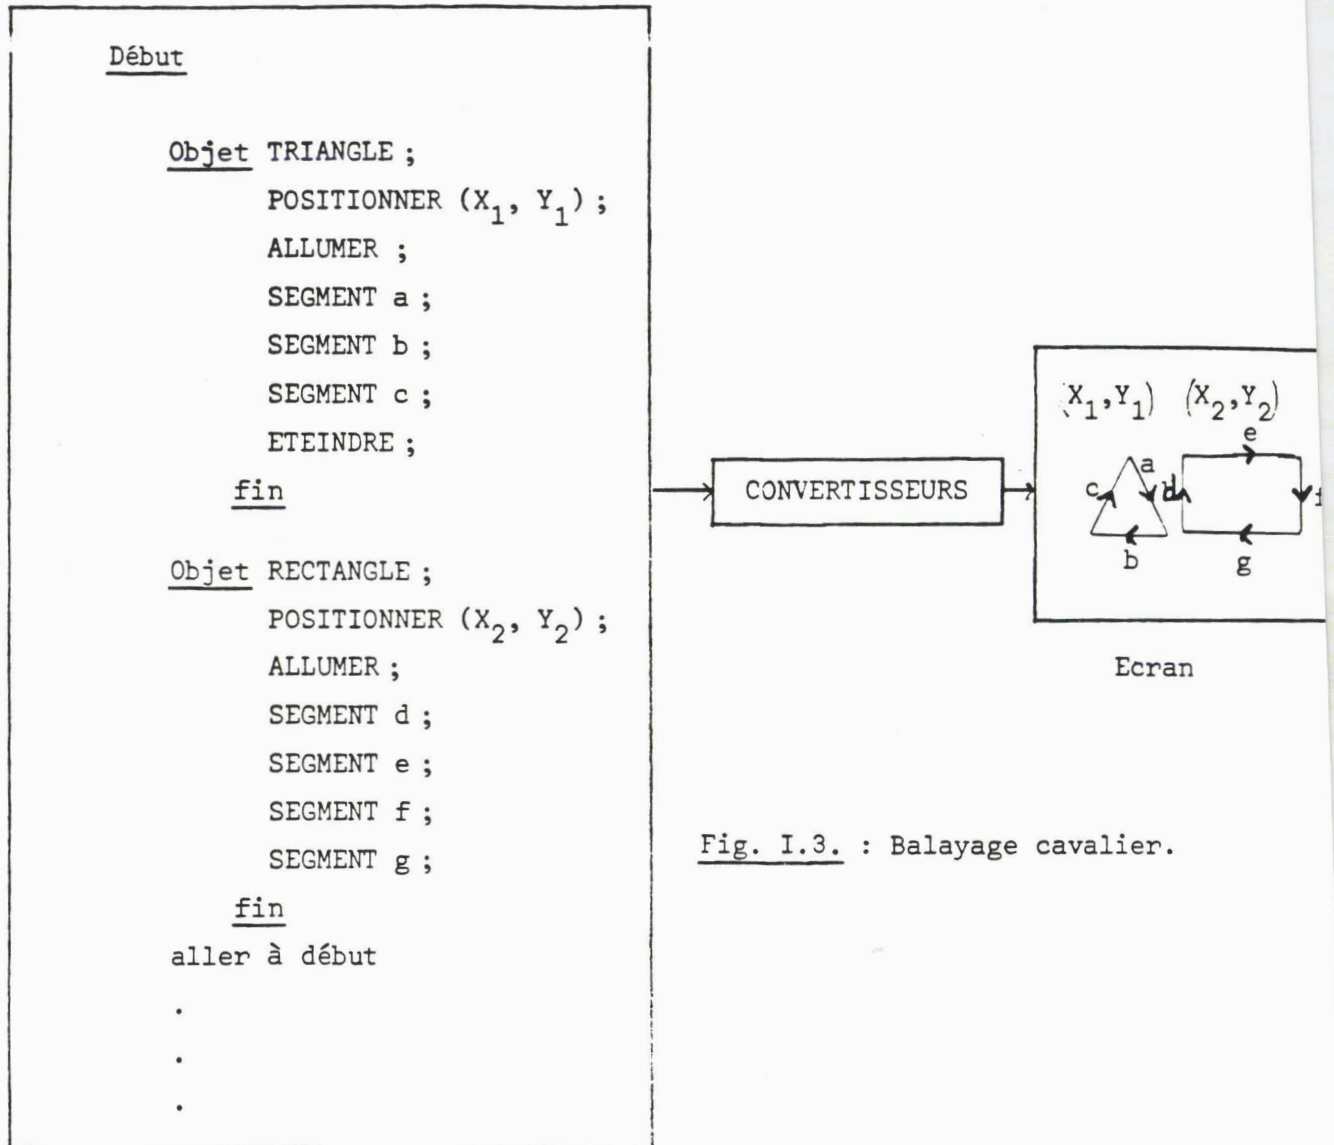 Début
Objet TRIANGLE ;
POSITIONNER (X₁, Y₁) ;
ALLUMER ;
SEGMENT a ;
SEGMENT b ;
SEGMENT c ;
ETEINDRE ;
fin
Objet RECTANGLE ;
POSITIONNER (X₂, Y₂) ;
ALLUMER ;
SEGMENT d ;
SEGMENT e ;
SEGMENT f ;
SEGMENT g ;
fin
aller à début
.
.
.
CONVERTISSEURS
(X₁,Y₁) (X₂,Y₂)
e
a
c
d
b
g
Ecran
Fig. I.3. : Balayage cavalier.